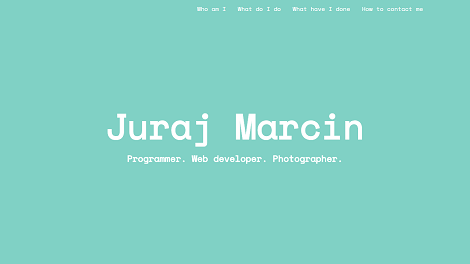 Who am I What do I do What have I done How to contact me
Juraj Marcin
Programmer. Web developer. Photographer.